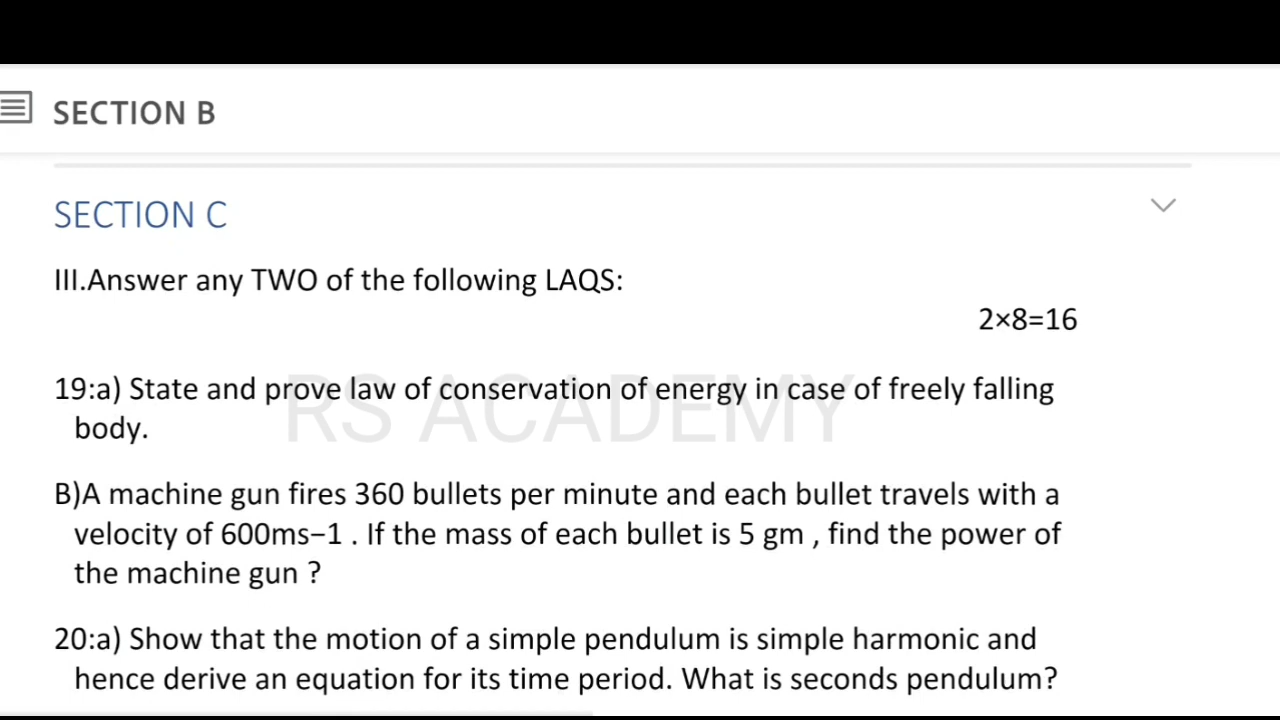 SECTION B
SECTION C
III.Answer any TWO of the following LAQS:
2×8=16
RS ACADEMY
19:a) State and prove law of conservation of energy in case of freely falling
body.
B)A machine gun fires 360 bullets per minute and each bullet travels with a
velocity of 600ms−1 . If the mass of each bullet is 5 gm , find the power of
the machine gun ?
20:a) Show that the motion of a simple pendulum is simple harmonic and
hence derive an equation for its time period. What is seconds pendulum?